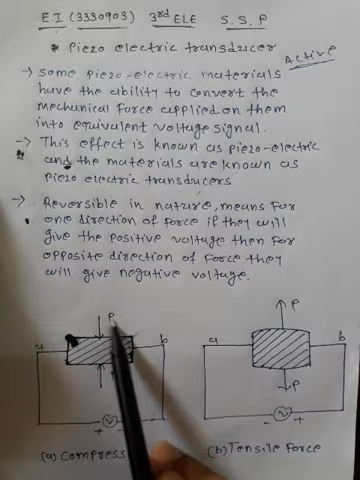 EI (3330903) 3rd ELE S. S. P
* Piezo electric transducer
Active
→ Some Piezo-electric materials
have the ability to convert the
mechanical Force applied on them
into equivalent voltage signal.
→ This effect is known as piezo-electric
and the materials are known as
Piezo electric transducers
→ Reversible in nature, means For
one direction of Force if they will
give the positive voltage then For
opposite direction of Force they
will give negative voltage.
P P
a b a b
P
+ - +
(a) Compress (b) Tensile Force